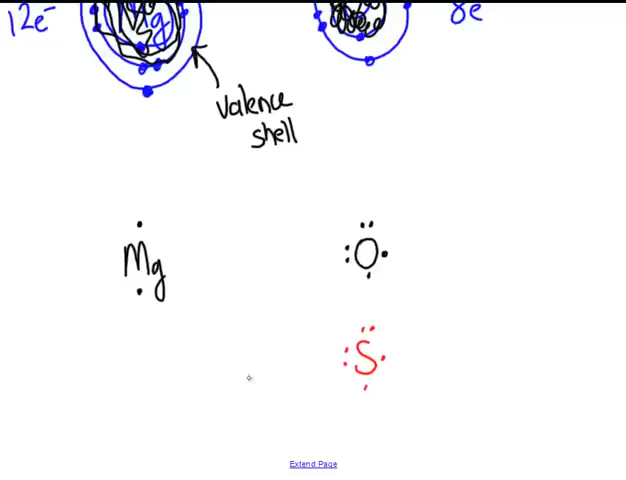 12e⁻
Mg
8e
Valence
shell
Mg
:O
S
Extend Page